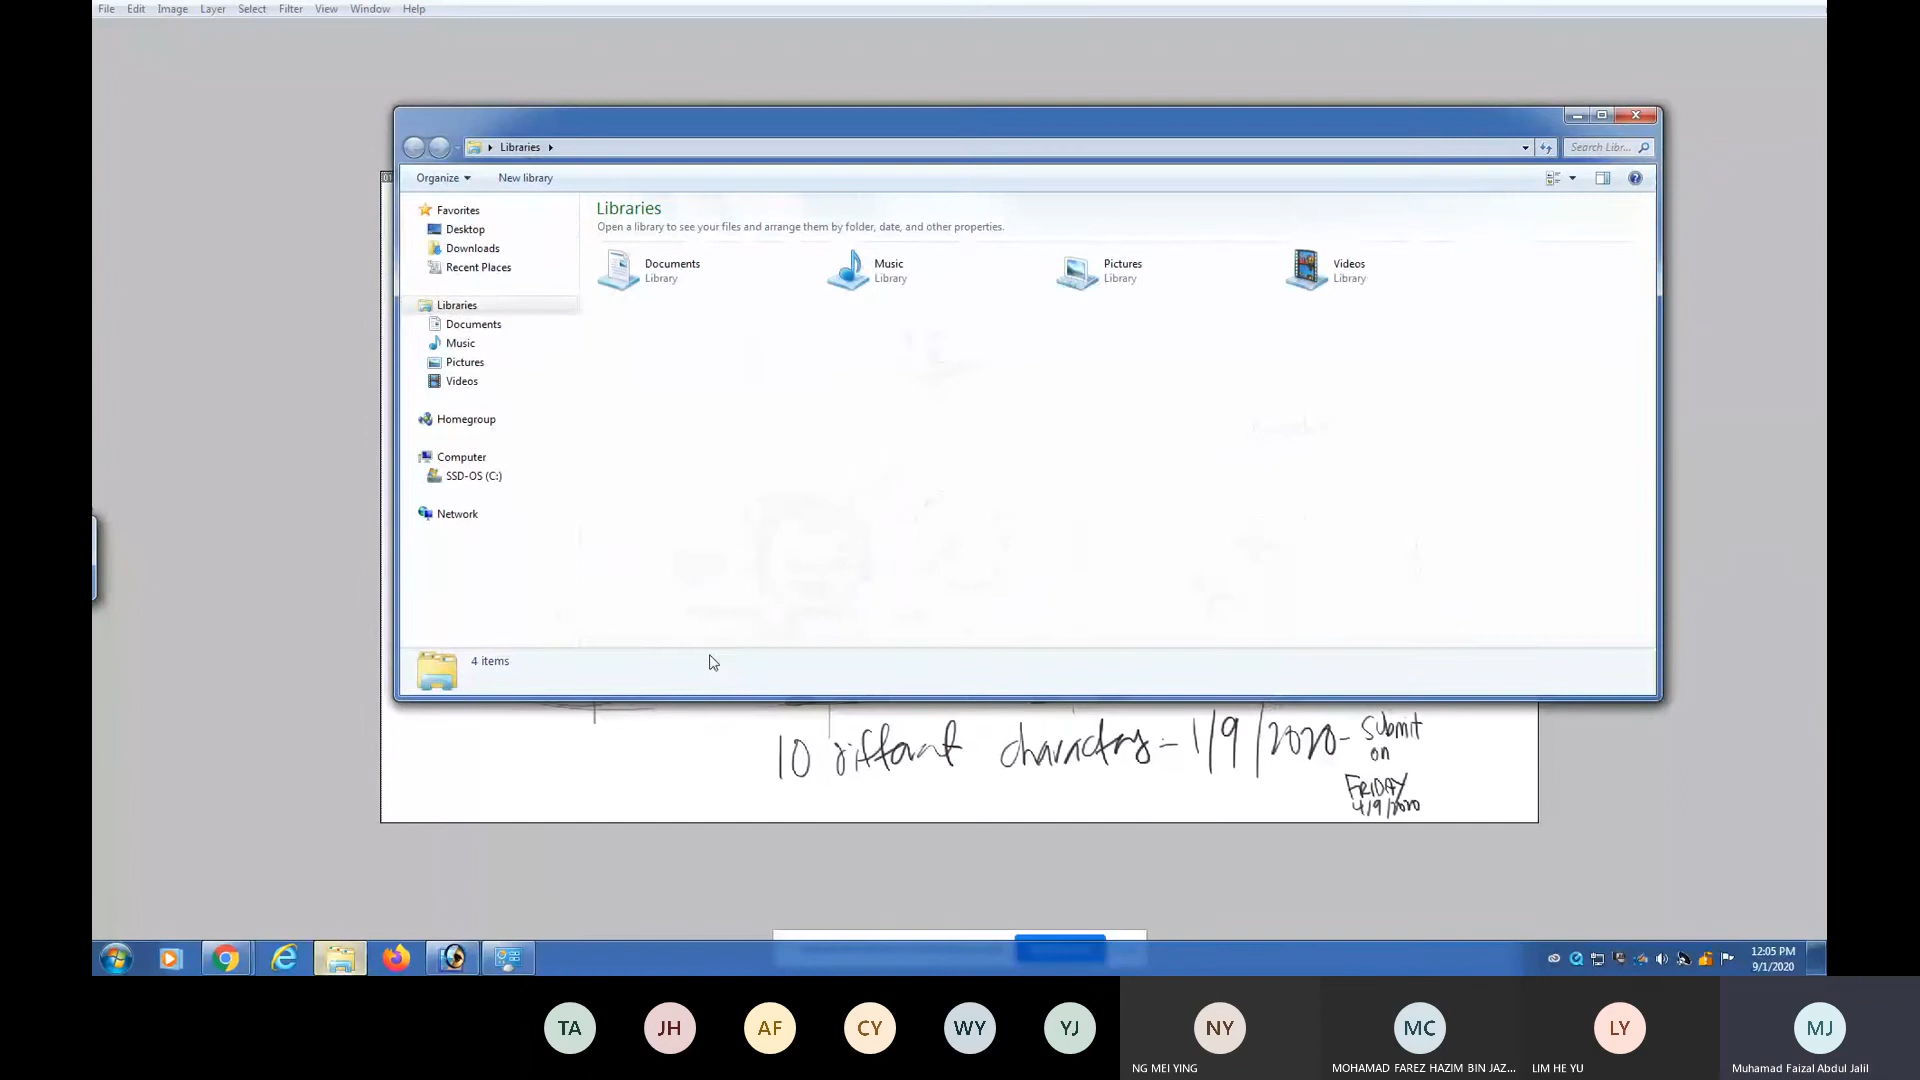 File Edit Image Layer Select Filter View Window Help
Libraries
Search Libr...
Organize
New library
Favorites
Desktop
Downloads
Recent Places
Libraries
Documents
Music
Pictures
Videos
Homegroup
Computer
SSD-OS (C:)
Network
Libraries
Open a library to see your files and arrange them by folder, date, and other properties.
Documents
Library
Music
Library
Pictures
Library
Videos
Library
4 items
10 different characters - 1/9/2020 - submit
on
FRIDAY
4/9/2020
12:05 PM
9/1/2020
TA JH AF CY WY YJ NY MC LY MJ
NG MEI YING MOHAMAD FAREZ HAZIM BIN JAZ... LIM HE YU Muhamad Faizal Abdul Jalil